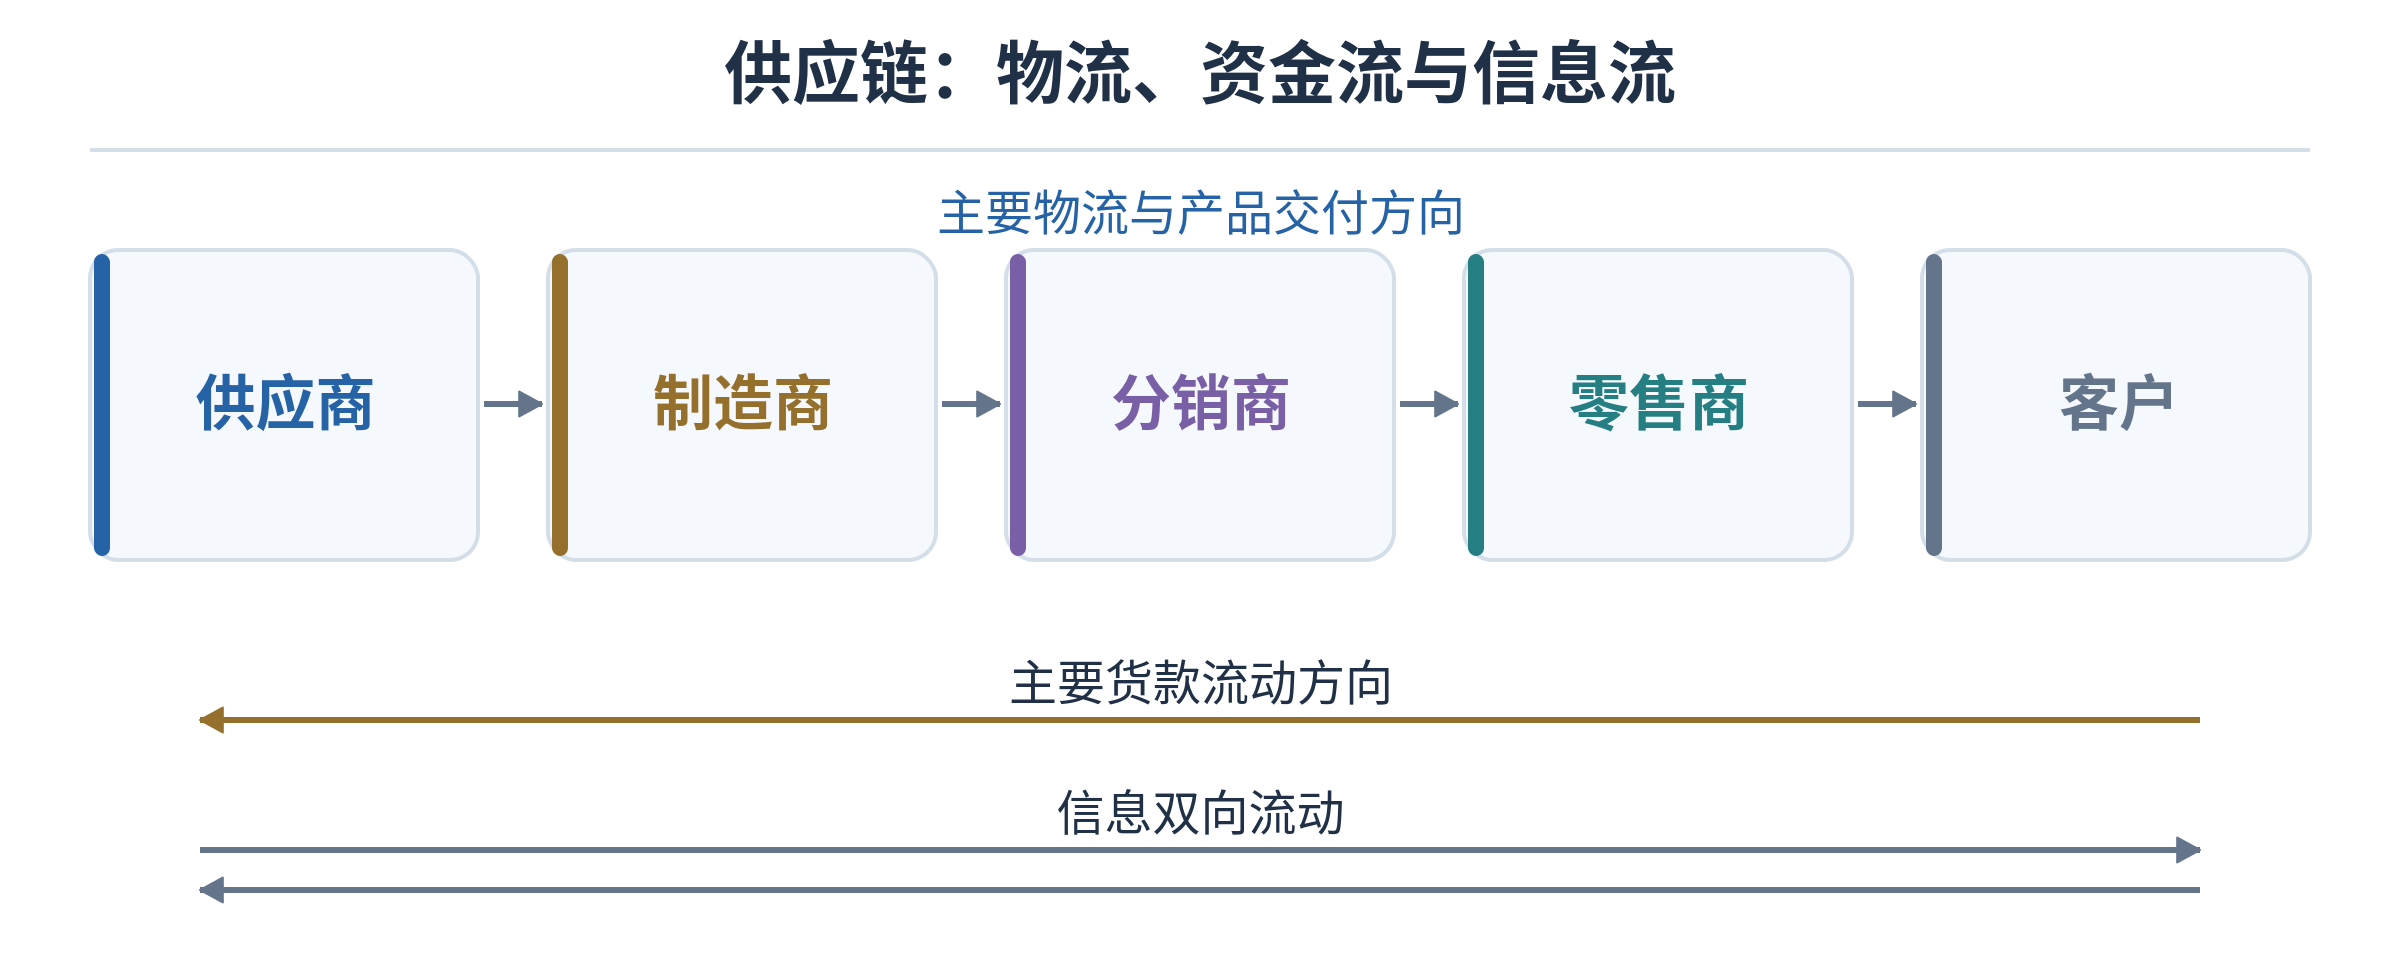 供应链：物流、资金流与信息流
主要物流与产品交付方向
供应商
制造商
分销商
零售商
客户
主要货款流动方向
信息双向流动